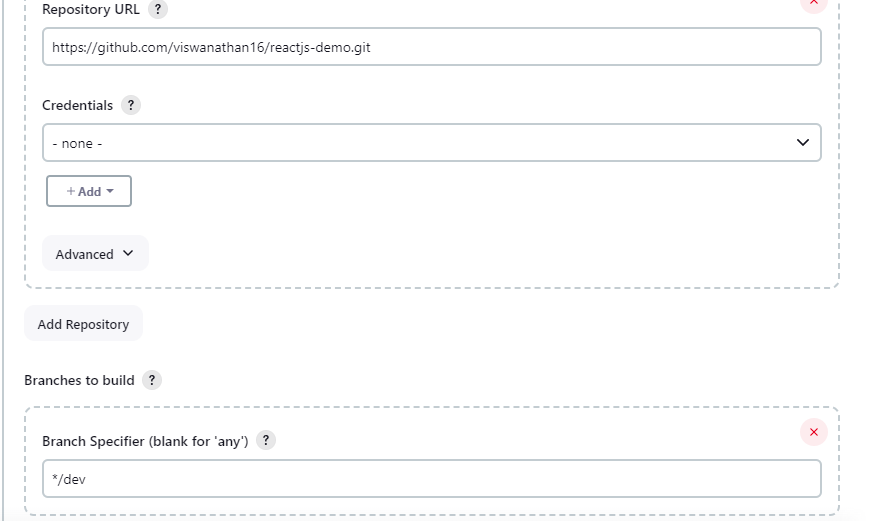 Repository URL ?
https://github.com/viswanathan16/reactjs-demo.git
Credentials ?
- none -
+ Add
Advanced
Add Repository
Branches to build ?
Branch Specifier (blank for 'any') ?
*/dev